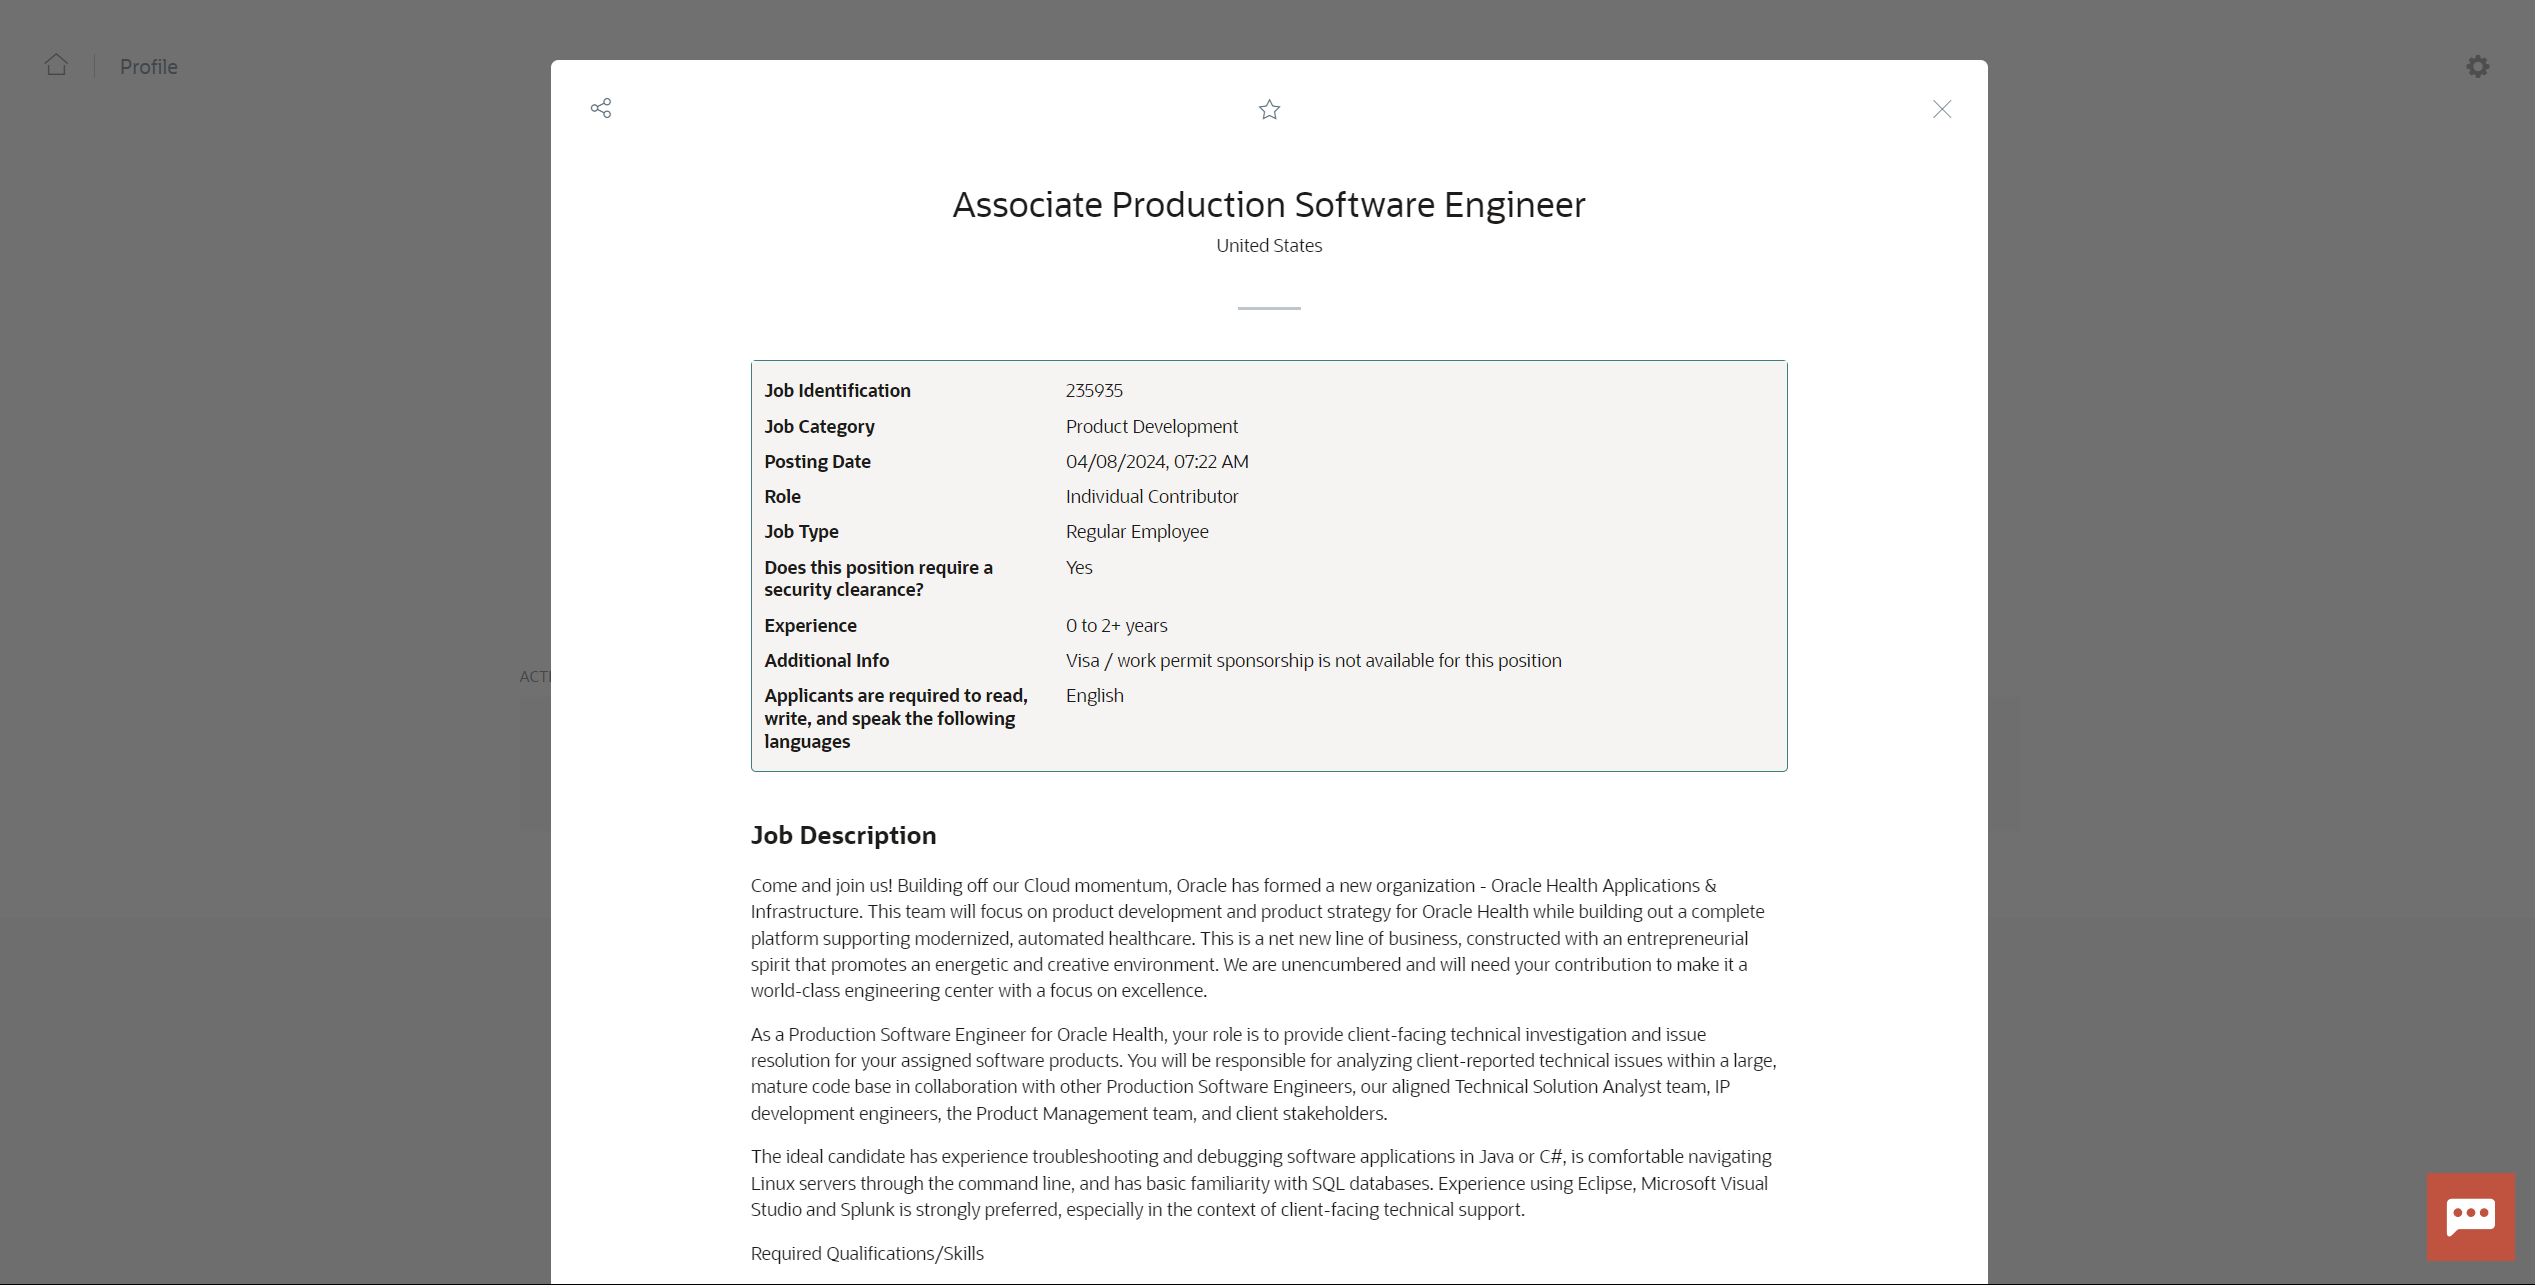 Profile
Associate Production Software Engineer
United States
Job Identification 235935
Job Category Product Development
Posting Date 04/08/2024, 07:22 AM
Role Individual Contributor
Job Type Regular Employee
Does this position require a Yes
security clearance?
Experience 0 to 2+ years
Additional Info Visa / work permit sponsorship is not available for this position
Applicants are required to read, English
write, and speak the following
languages
ACTI
Job Description
Come and join us! Building off our Cloud momentum, Oracle has formed a new organization - Oracle Health Applications &
Infrastructure. This team will focus on product development and product strategy for Oracle Health while building out a complete
platform supporting modernized, automated healthcare. This is a net new line of business, constructed with an entrepreneurial
spirit that promotes an energetic and creative environment. We are unencumbered and will need your contribution to make it a
world-class engineering center with a focus on excellence.
As a Production Software Engineer for Oracle Health, your role is to provide client-facing technical investigation and issue
resolution for your assigned software products. You will be responsible for analyzing client-reported technical issues within a large,
mature code base in collaboration with other Production Software Engineers, our aligned Technical Solution Analyst team, IP
development engineers, the Product Management team, and client stakeholders.
The ideal candidate has experience troubleshooting and debugging software applications in Java or C#, is comfortable navigating
Linux servers through the command line, and has basic familiarity with SQL databases. Experience using Eclipse, Microsoft Visual
Studio and Splunk is strongly preferred, especially in the context of client-facing technical support.
Required Qualifications/Skills